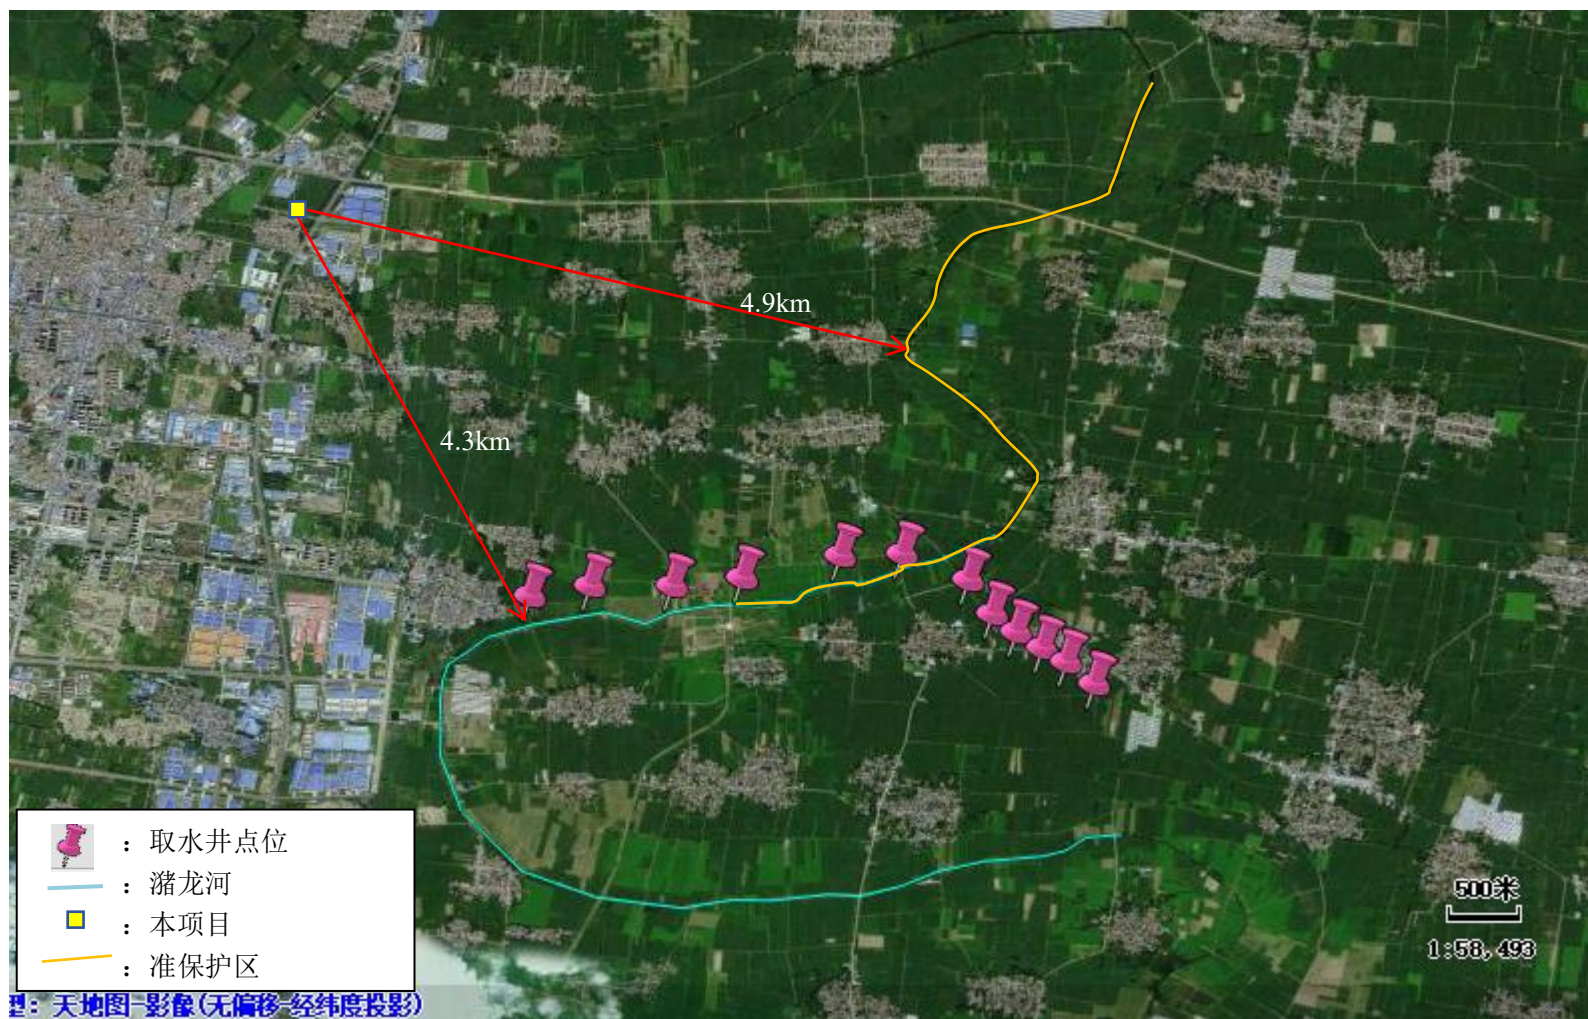 4.9km
4.3km
：取水井点位
：潴龙河
：本项目
：准保护区
500米
1:58,493
型：天地图-影像(无偏移-经纬度投影)